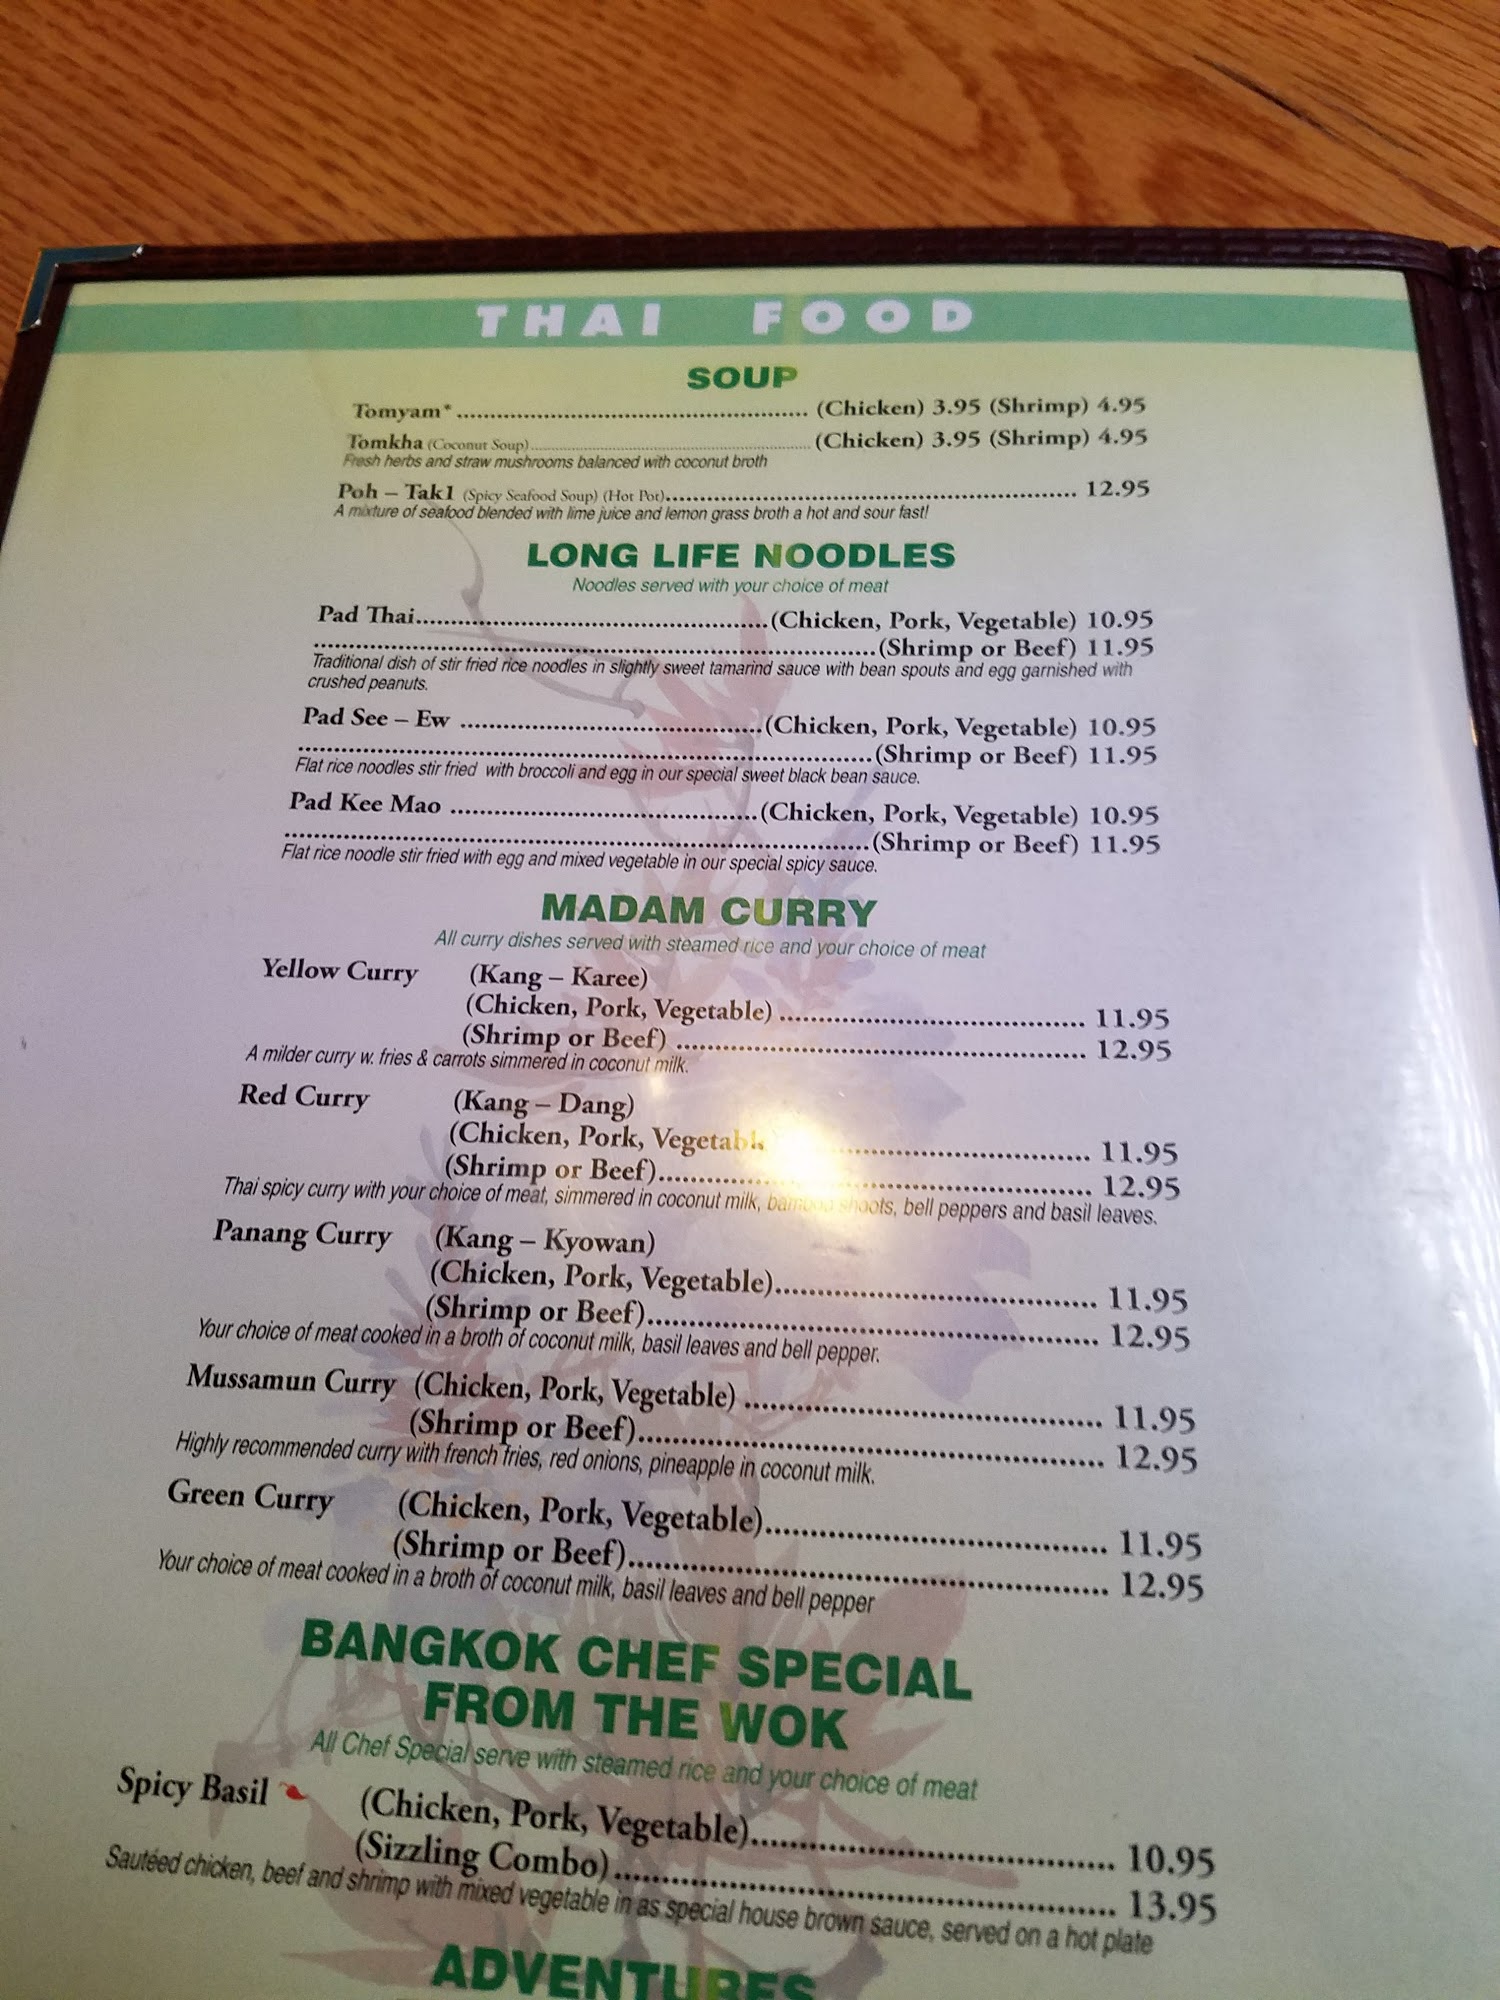 THAI FOOD
SOUP
Tomyam* (Chicken) 3.95 (Shrimp) 4.95
Tomkha (Coconut Soup) (Chicken) 3.95 (Shrimp) 4.95
Fresh herbs and straw mushrooms balanced with coconut broth
Poh – Tak1 (Spicy Seafood Soup) (Hot Pot) 12.95
A mixture of seafood blended with lime juice and lemon grass broth a hot and sour fast!
LONG LIFE NOODLES
Noodles served with your choice of meat
Pad Thai (Chicken, Pork, Vegetable) 10.95
(Shrimp or Beef) 11.95
Traditional dish of stir fried rice noodles in slightly sweet tamarind sauce with bean spouts and egg garnished with
crushed peanuts.
Pad See – Ew (Chicken, Pork, Vegetable) 10.95
(Shrimp or Beef) 11.95
Flat rice noodles stir fried with broccoli and egg in our special sweet black bean sauce.
Pad Kee Mao (Chicken, Pork, Vegetable) 10.95
(Shrimp or Beef) 11.95
Flat rice noodle stir fried with egg and mixed vegetable in our special spicy sauce.
MADAM CURRY
All curry dishes served with steamed rice and your choice of meat
Yellow Curry (Kang – Karee)
(Chicken, Pork, Vegetable) 11.95
(Shrimp or Beef) 12.95
A milder curry w. fries & carrots simmered in coconut milk.
Red Curry (Kang – Dang)
(Chicken, Pork, Vegetable 11.95
(Shrimp or Beef) 12.95
Thai spicy curry with your choice of meat, simmered in coconut milk, bamboo shoots, bell peppers and basil leaves.
Panang Curry (Kang – Kyowan)
(Chicken, Pork, Vegetable) 11.95
(Shrimp or Beef) 12.95
Your choice of meat cooked in a broth of coconut milk, basil leaves and bell pepper.
Mussamun Curry (Chicken, Pork, Vegetable) 11.95
(Shrimp or Beef) 12.95
Highly recommended curry with french fries, red onions, pineapple in coconut milk.
Green Curry (Chicken, Pork, Vegetable) 11.95
(Shrimp or Beef) 12.95
Your choice of meat cooked in a broth of coconut milk, basil leaves and bell pepper
BANGKOK CHEF SPECIAL
FROM THE WOK
All Chef Special serve with steamed rice and your choice of meat
Spicy Basil (Chicken, Pork, Vegetable) 10.95
(Sizzling Combo) 13.95
Sautéed chicken, beef and shrimp with mixed vegetable in as special house brown sauce, served on a hot plate
ADVENTURES